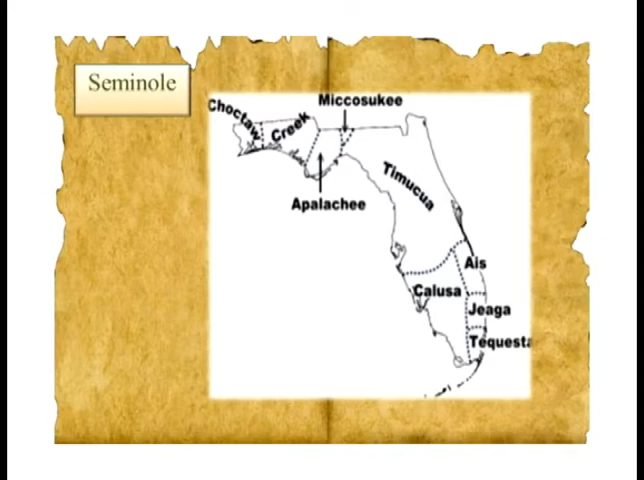 Seminole
Miccosukee
Choctaw
Creek
Timucua
Apalachee
Ais
Calusa
Jeaga
Tequesta